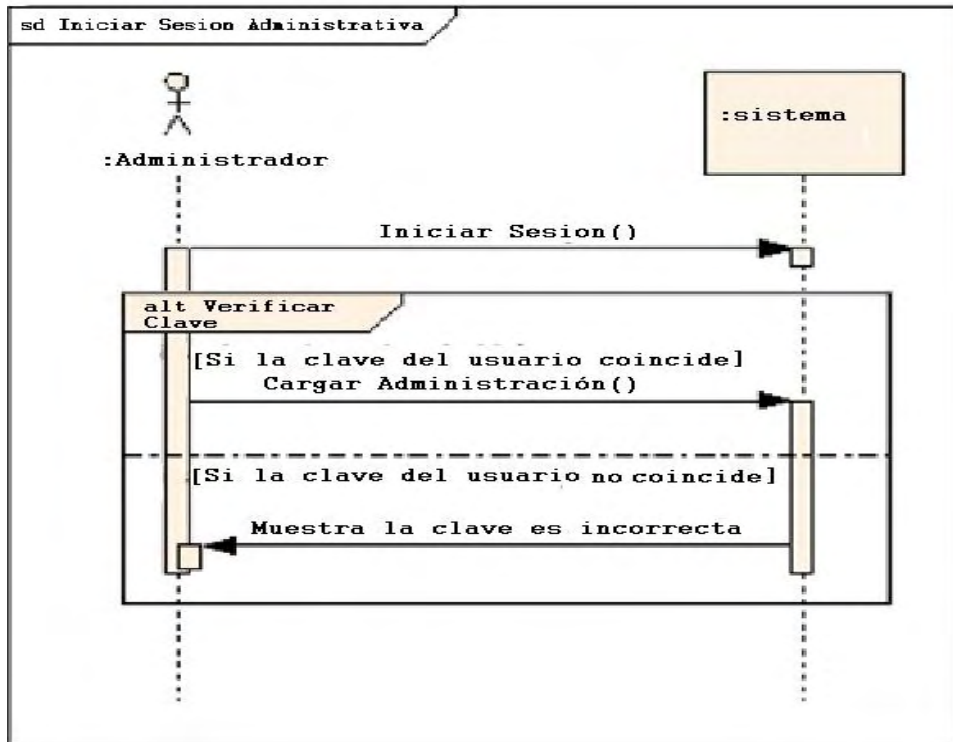 sd Iniciar Sesion Administrativa
:Administrador
:sistema
Iniciar Sesion()
alt Verificar
Clave
[Si la clave del usuario coincide]
Cargar Administración()
[Si la clave del usuario no coincide]
Muestra la clave es incorrecta